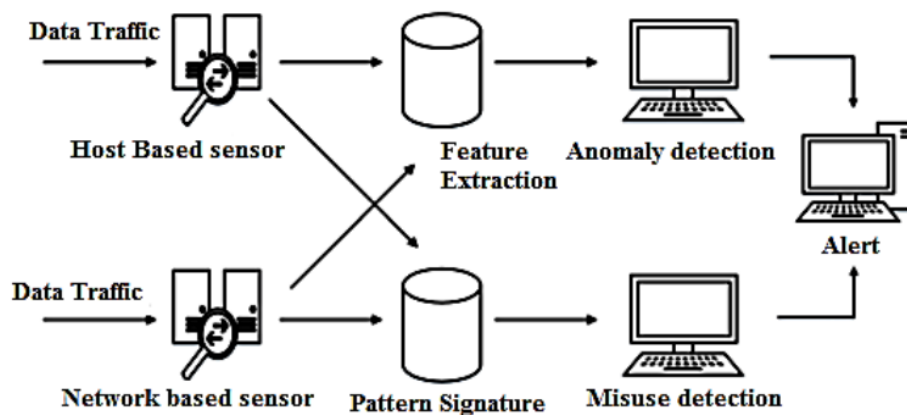 Data Traffic
Host Based sensor
Feature
Extraction
Anomaly detection
Alert
Data Traffic
Network based sensor
Pattern Signature
Misuse detection